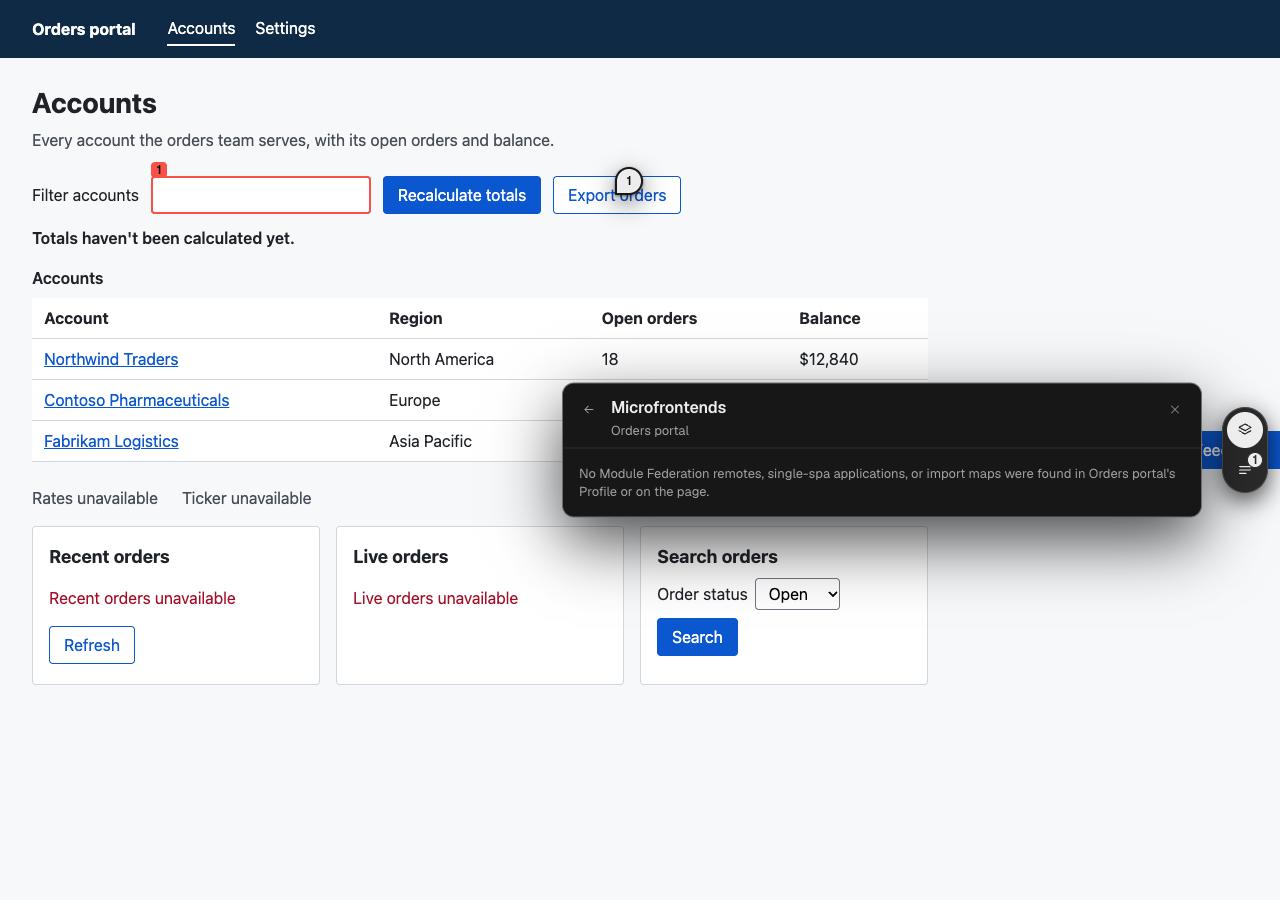 Orders portal Accounts Settings
Accounts
Every account the orders team serves, with its open orders and balance.
1
1
Filter accounts Recalculate totals Export orders
Totals haven't been calculated yet.
Accounts
Account Region Open orders Balance
Northwind Traders North America 18 $12,840
Contoso Pharmaceuticals Europe
Fabrikam Logistics Asia Pacific
Microfrontends
Orders portal
No Module Federation remotes, single-spa applications, or import maps were found in Orders portal's
Profile or on the page.
1
Rates unavailable Ticker unavailable
Recent orders
Recent orders unavailable
Refresh
Live orders
Live orders unavailable
Search orders
Order status Open
Search